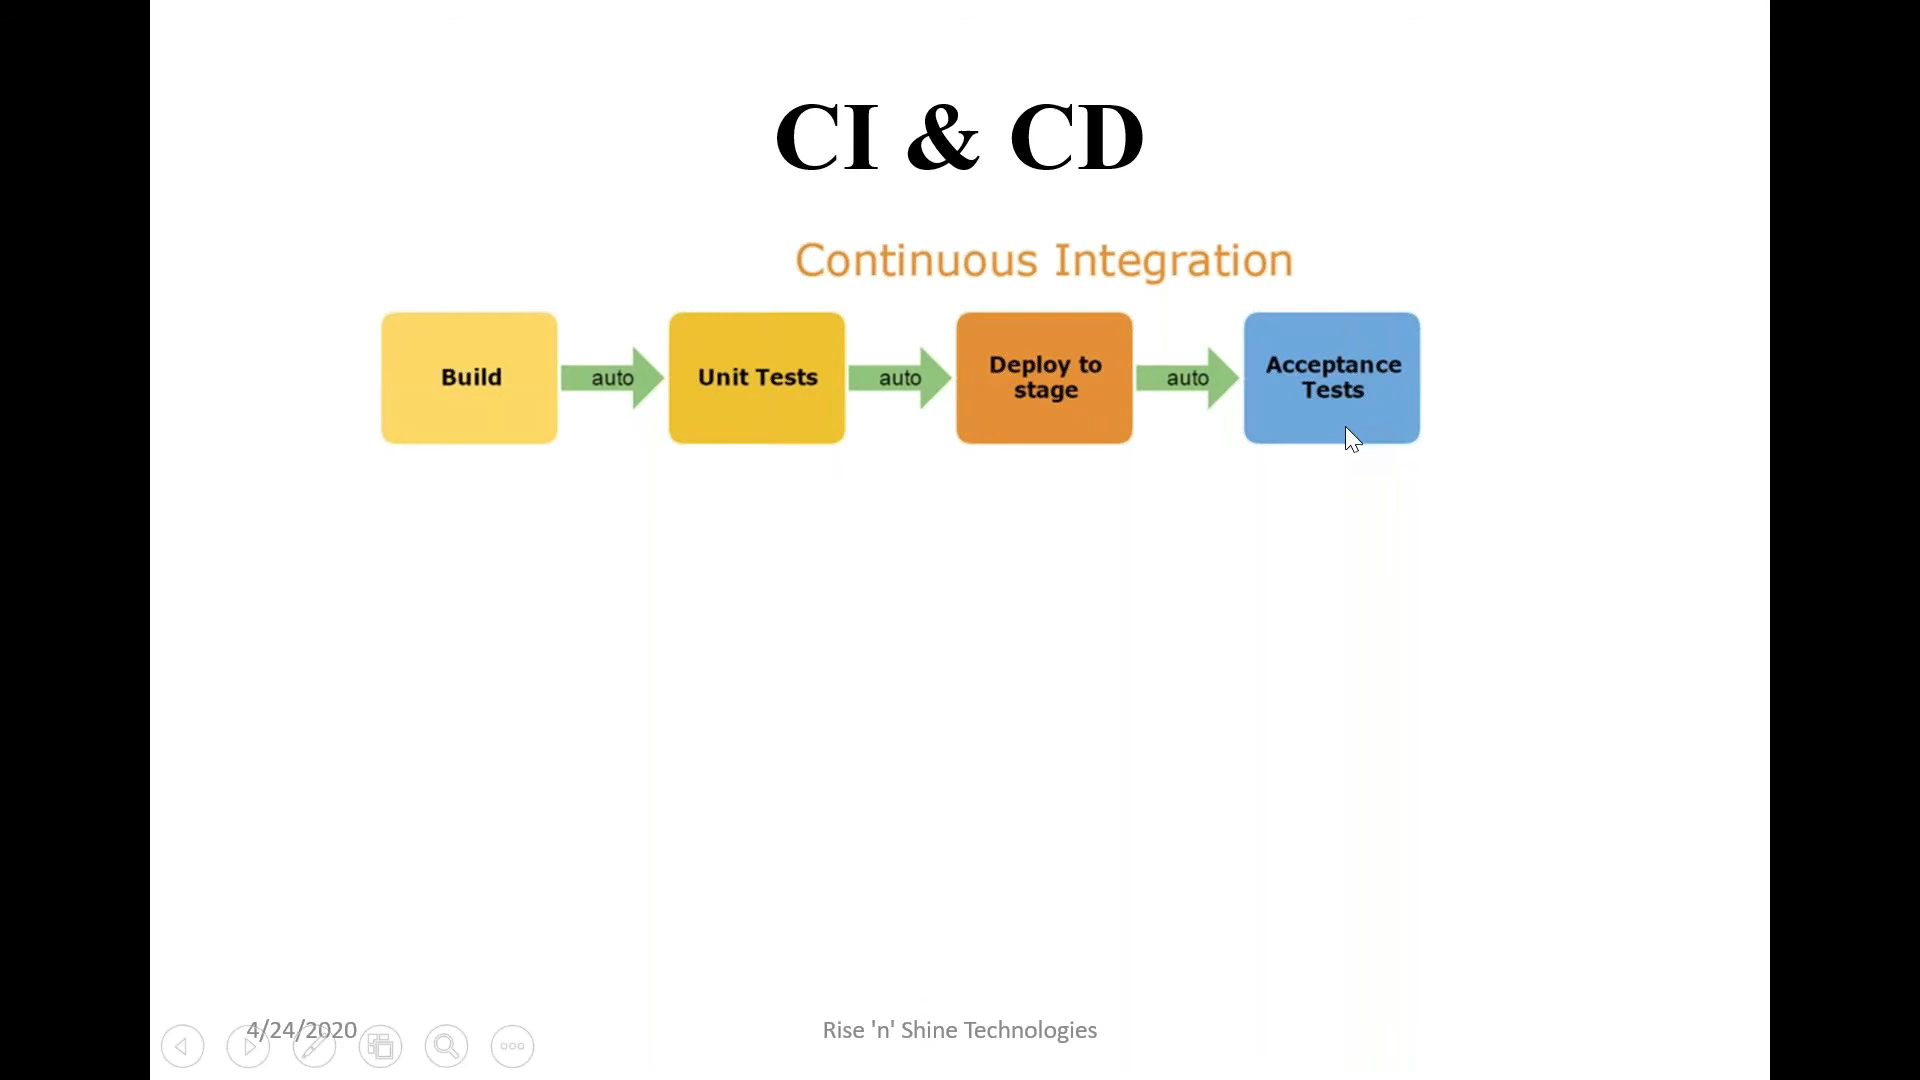 CI & CD
Continuous Integration
Build
auto
Unit Tests
auto
Deploy to
stage
auto
Acceptance
Tests
4/24/2020
Rise 'n' Shine Technologies